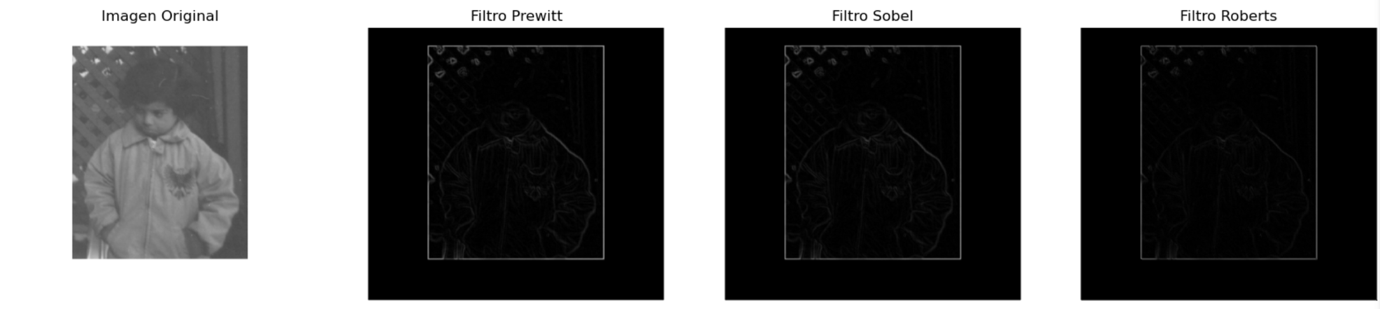 Imagen Original
Filtro Prewitt
Filtro Sobel
Filtro Roberts